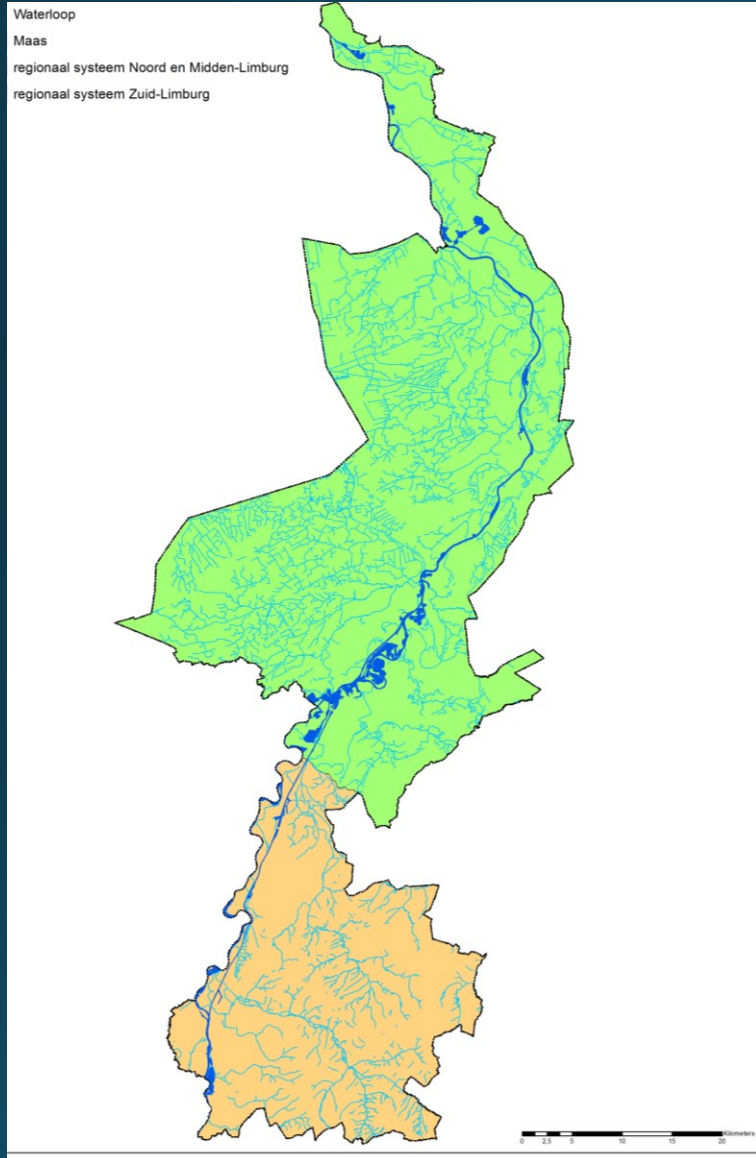 Waterloop
Maas
regionaal systeem Noord en Midden-Limburg
regionaal systeem Zuid-Limburg
Kilometers
0 2,5 5 10 15 20